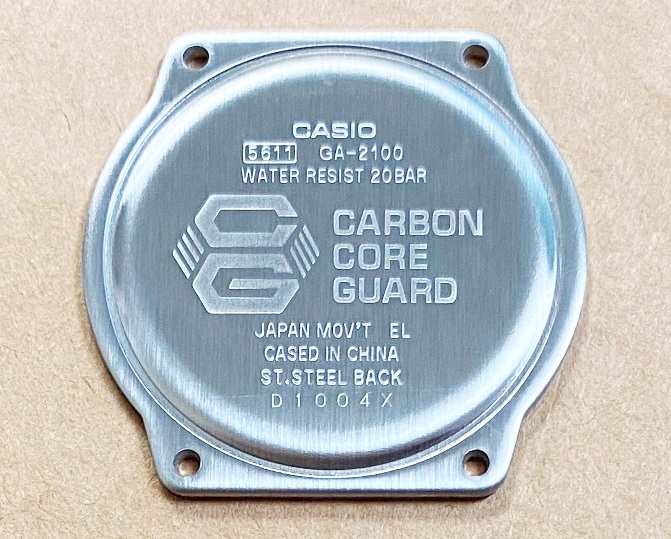 CASIO
5611 GA-2100
WATER RESIST 20BAR
CG
CARBON
CORE
GUARD
JAPAN MOV'T EL
CASED IN CHINA
ST.STEEL BACK
D1004X